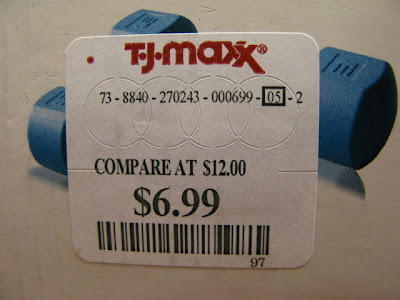 T·J·maxx®
73 - 8840 - 270243 - 000699 - 05 - 2
COMPARE AT $12.00
$6.99
97